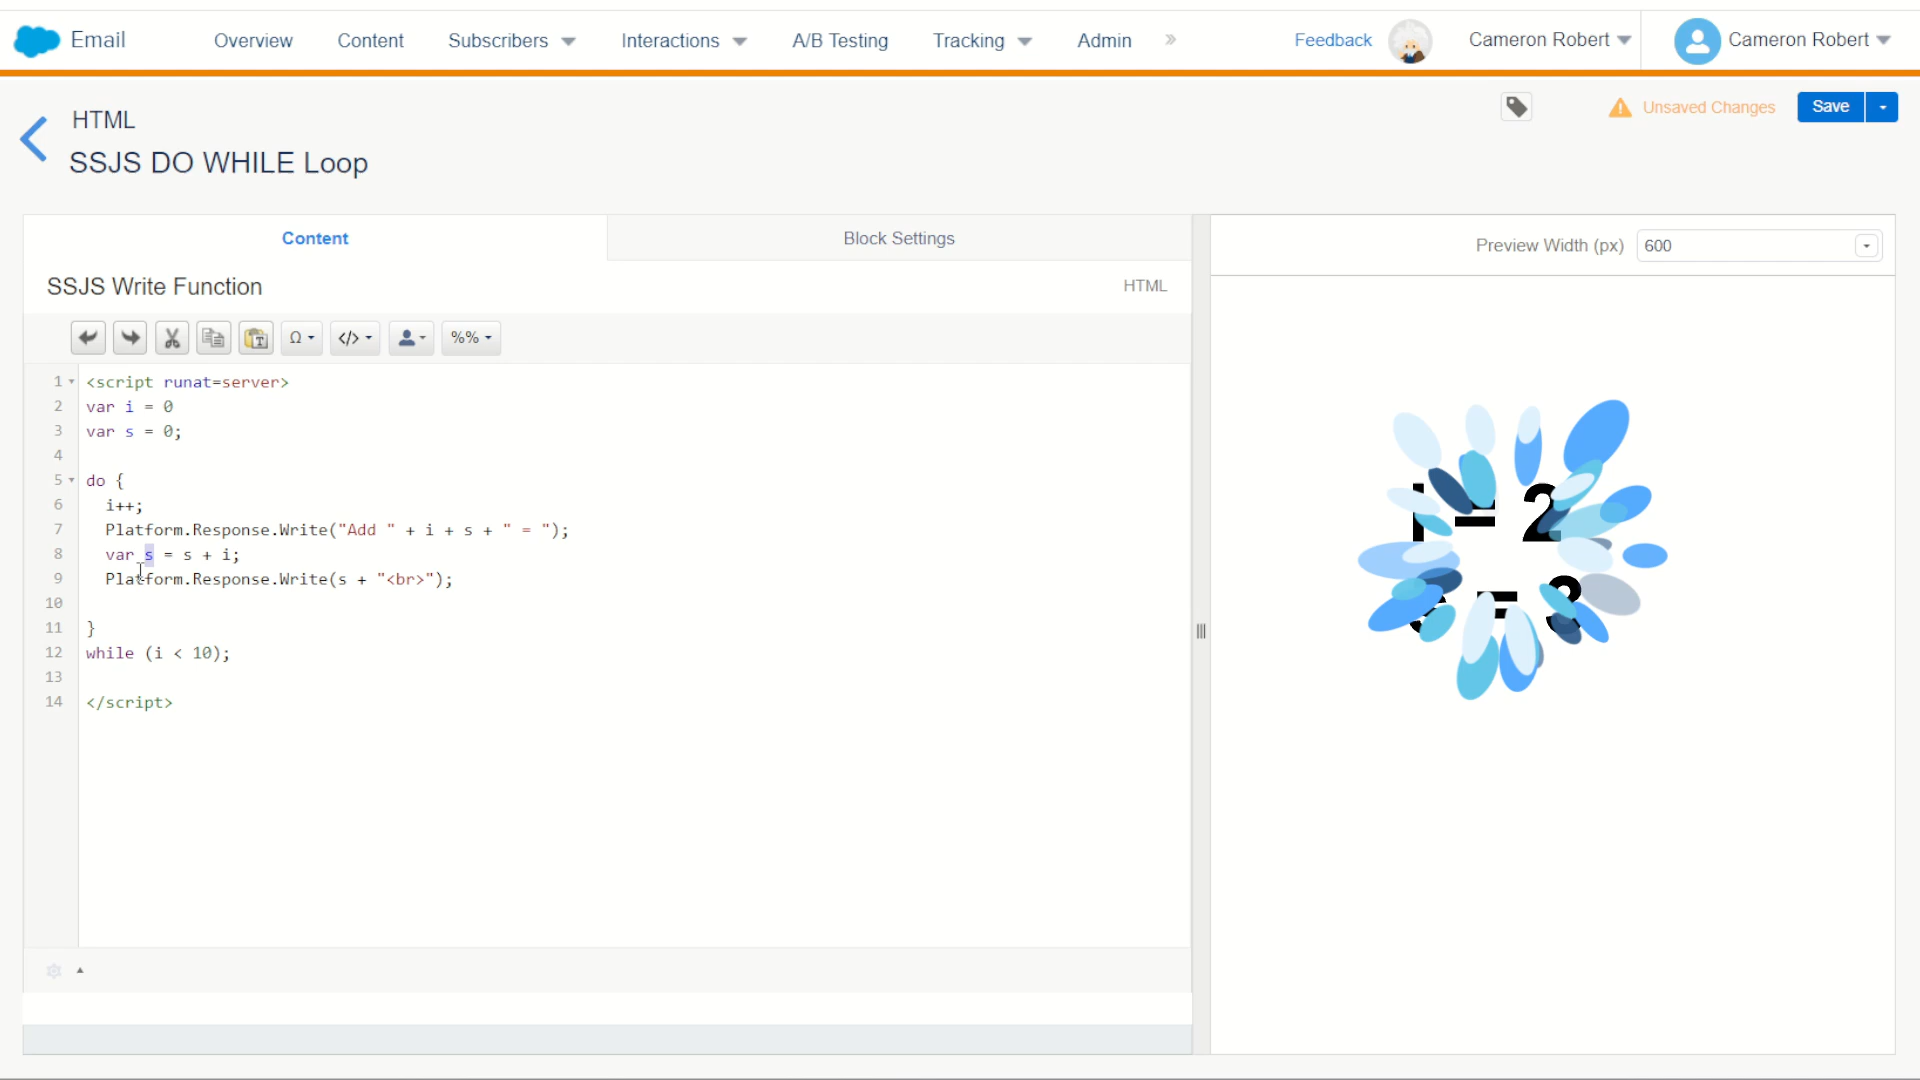 Email
Overview
Content
Subscribers
Interactions
A/B Testing
Tracking
Admin
»
Feedback
Cameron Robert
Cameron Robert
HTML
SSJS DO WHILE Loop
Unsaved Changes
Save
Content
Block Settings
SSJS Write Function
HTML
Preview Width (px)
600
Ω
</>
%%
1 <script runat=server>
2 var i = 0
3 var s = 0;
4
5 do {
6 i++;
7 Platform.Response.Write("Add " + i + s + " = ");
8 var s = s + i;
9 Platform.Response.Write(s + "<br>");
10
11 }
12 while (i < 10);
13
14 </script>
= 2
= 3